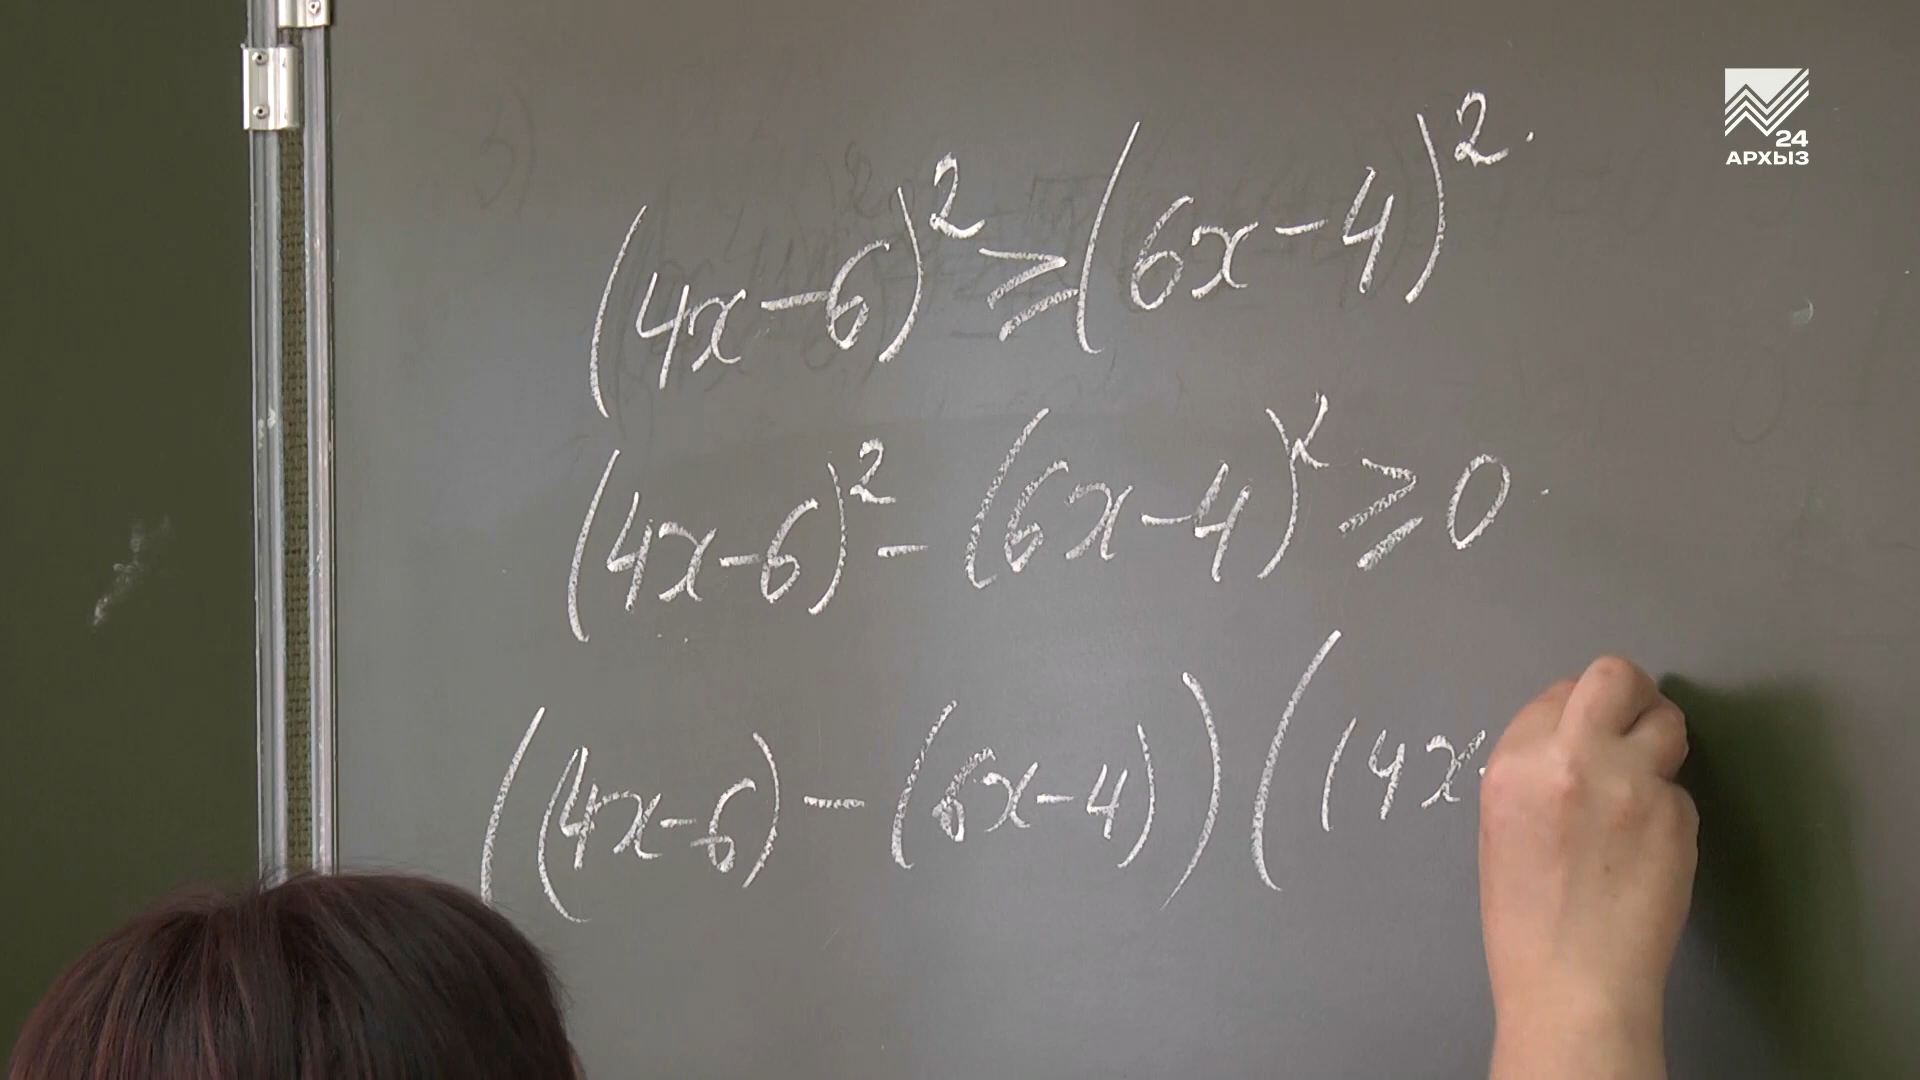 24
АРХЫЗ
(4x-6)² ≥ (6x-4)².
(4x-6)² - (6x-4)² ≥ 0
((4x-6) - (6x-4)) ((4x